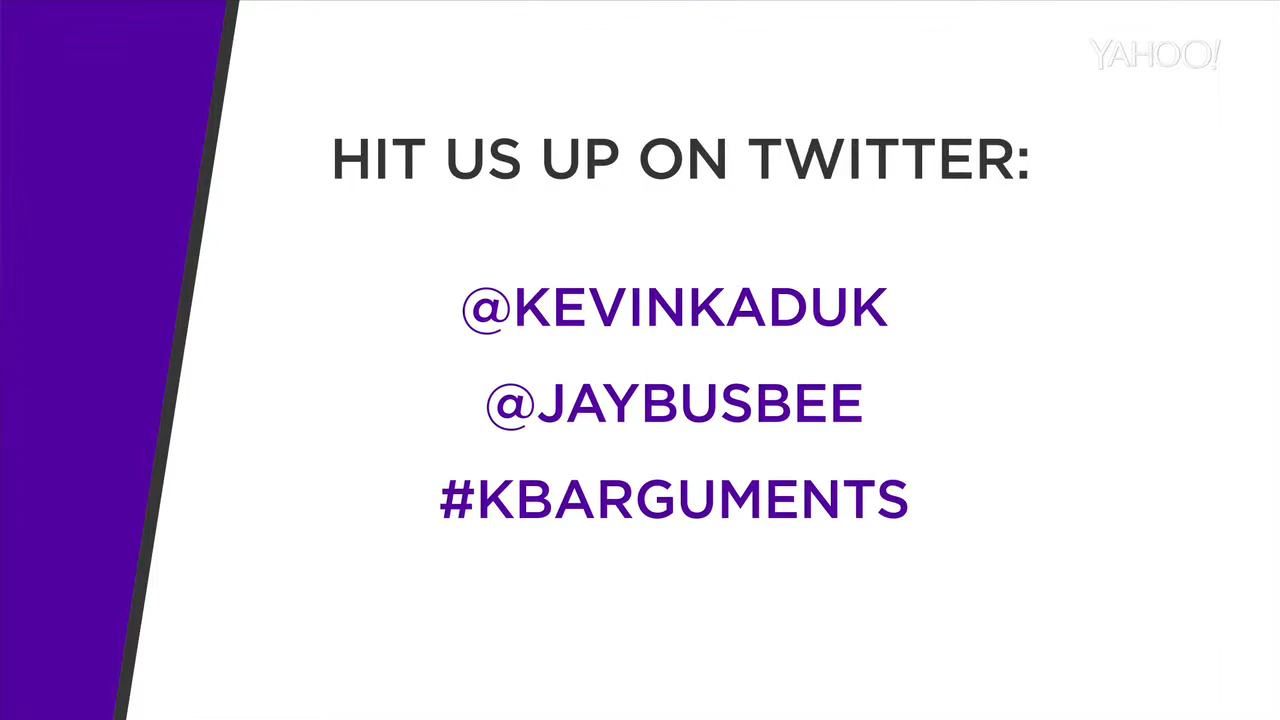 YAHOO!
HIT US UP ON TWITTER:
@KEVINKADUK
@JAYBUSBEE
#KBARGUMENTS